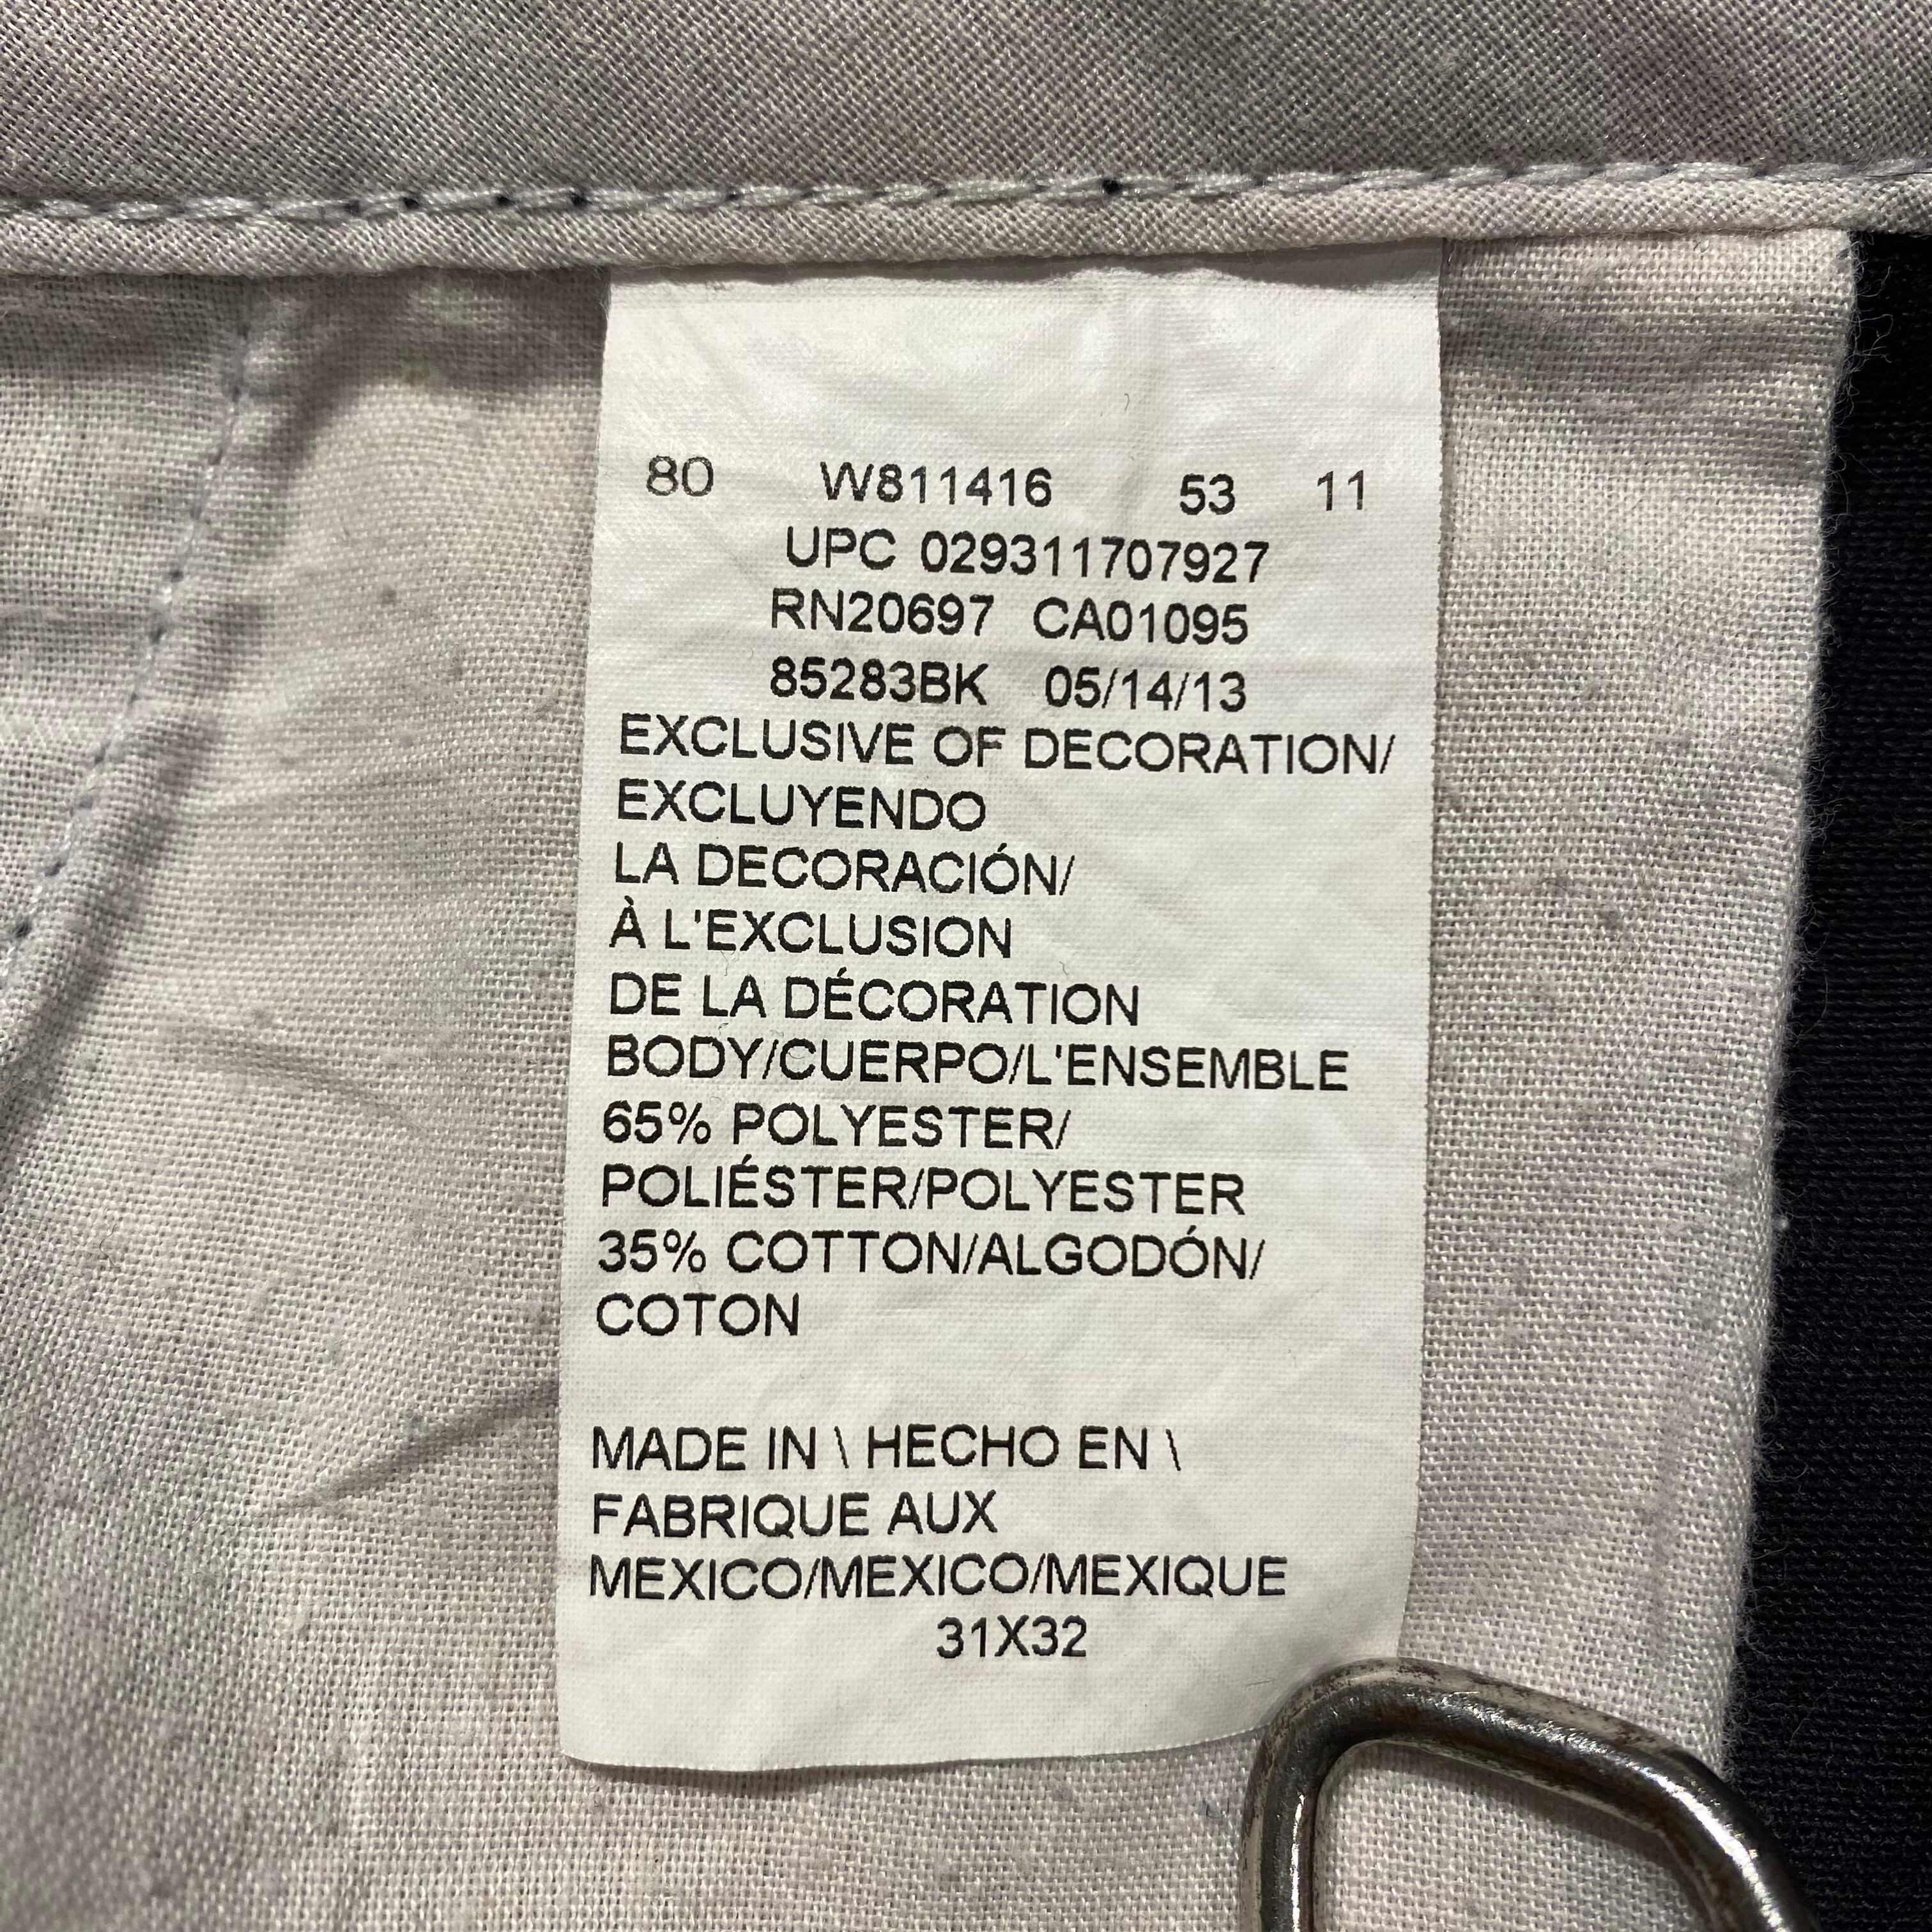 80 W811416 53 11
UPC 029311707927
RN20697 CA01095
85283BK 05/14/13
EXCLUSIVE OF DECORATION/
EXCLUYENDO
LA DECORACIÓN/
À L'EXCLUSION
DE LA DÉCORATION
BODY/CUERPO/L'ENSEMBLE
65% POLYESTER/
POLIÉSTER/POLYESTER
35% COTTON/ALGODÓN/
COTON
MADE IN \ HECHO EN \
FABRIQUE AUX
MEXICO/MEXICO/MEXIQUE
31X32